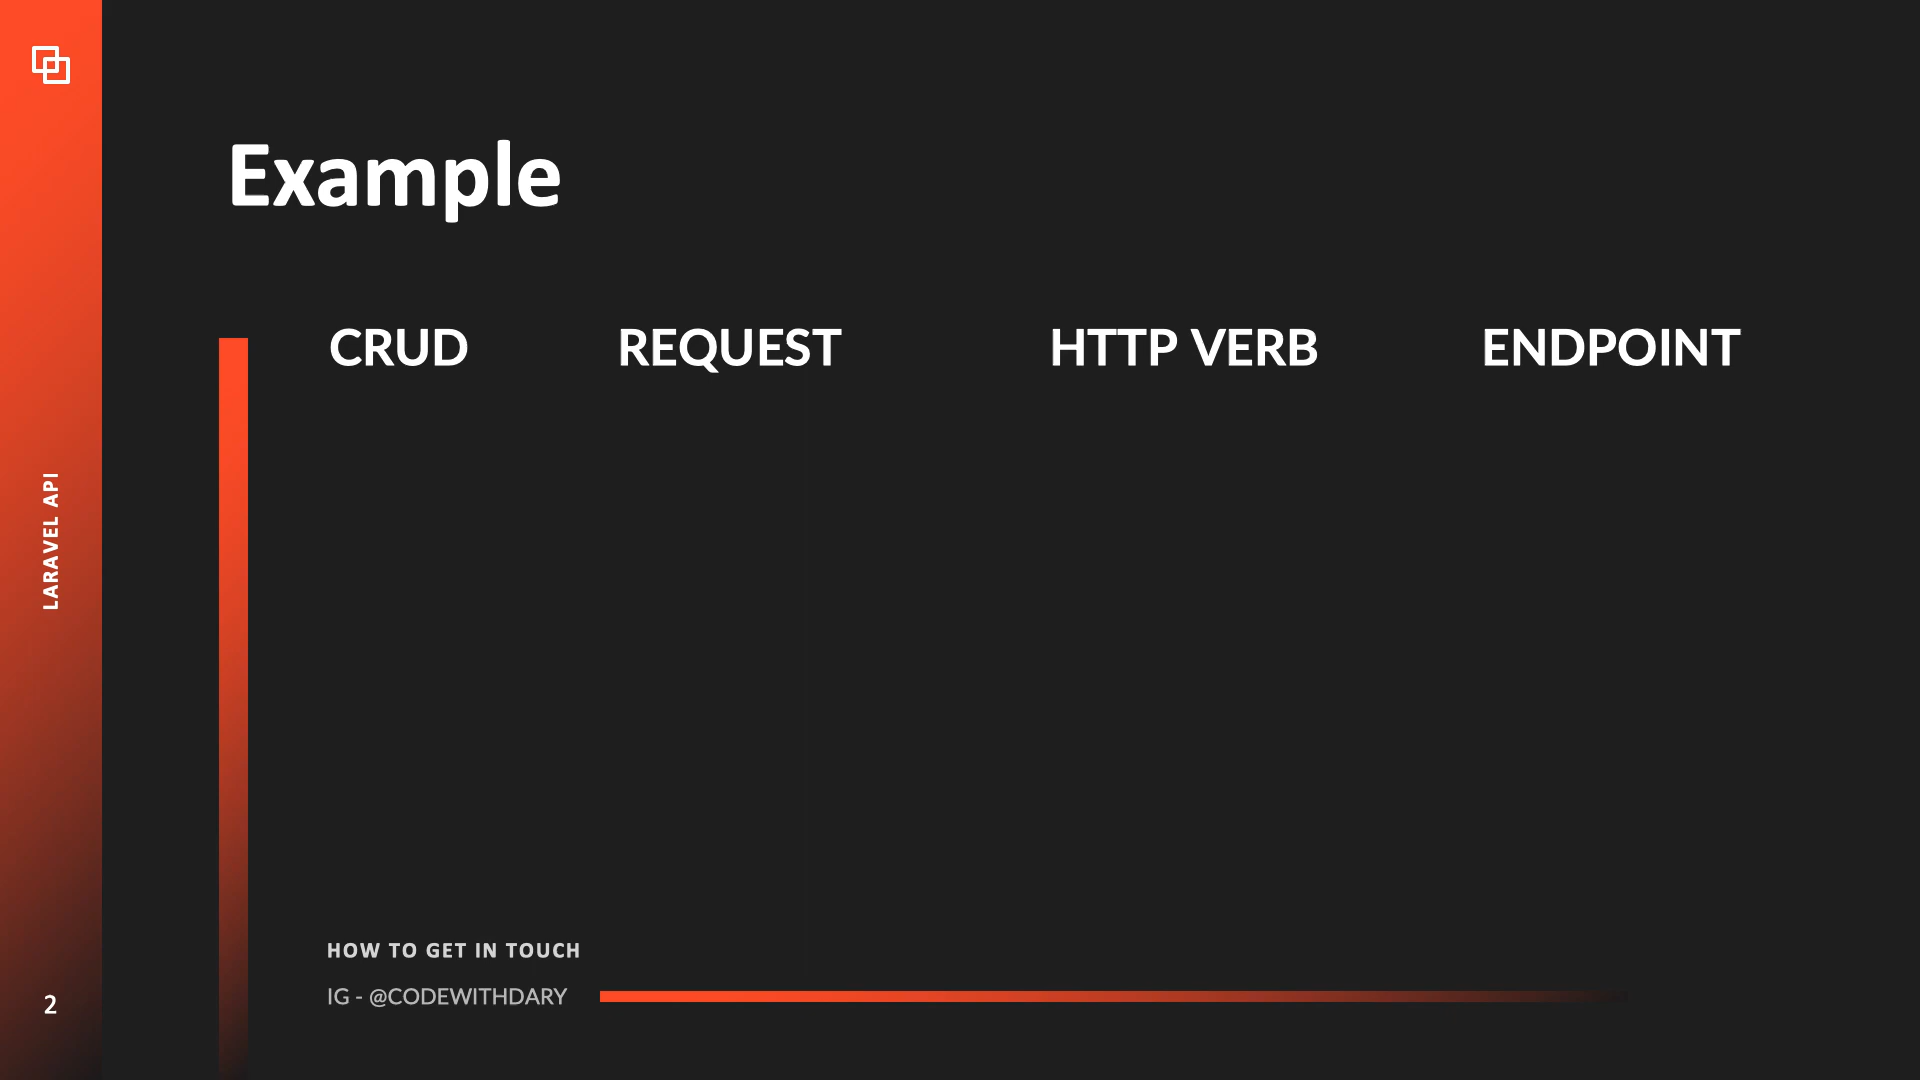 Example
CRUD REQUEST HTTP VERB ENDPOINT
LARAVEL API
HOW TO GET IN TOUCH
IG - @CODEWITHDARY
2